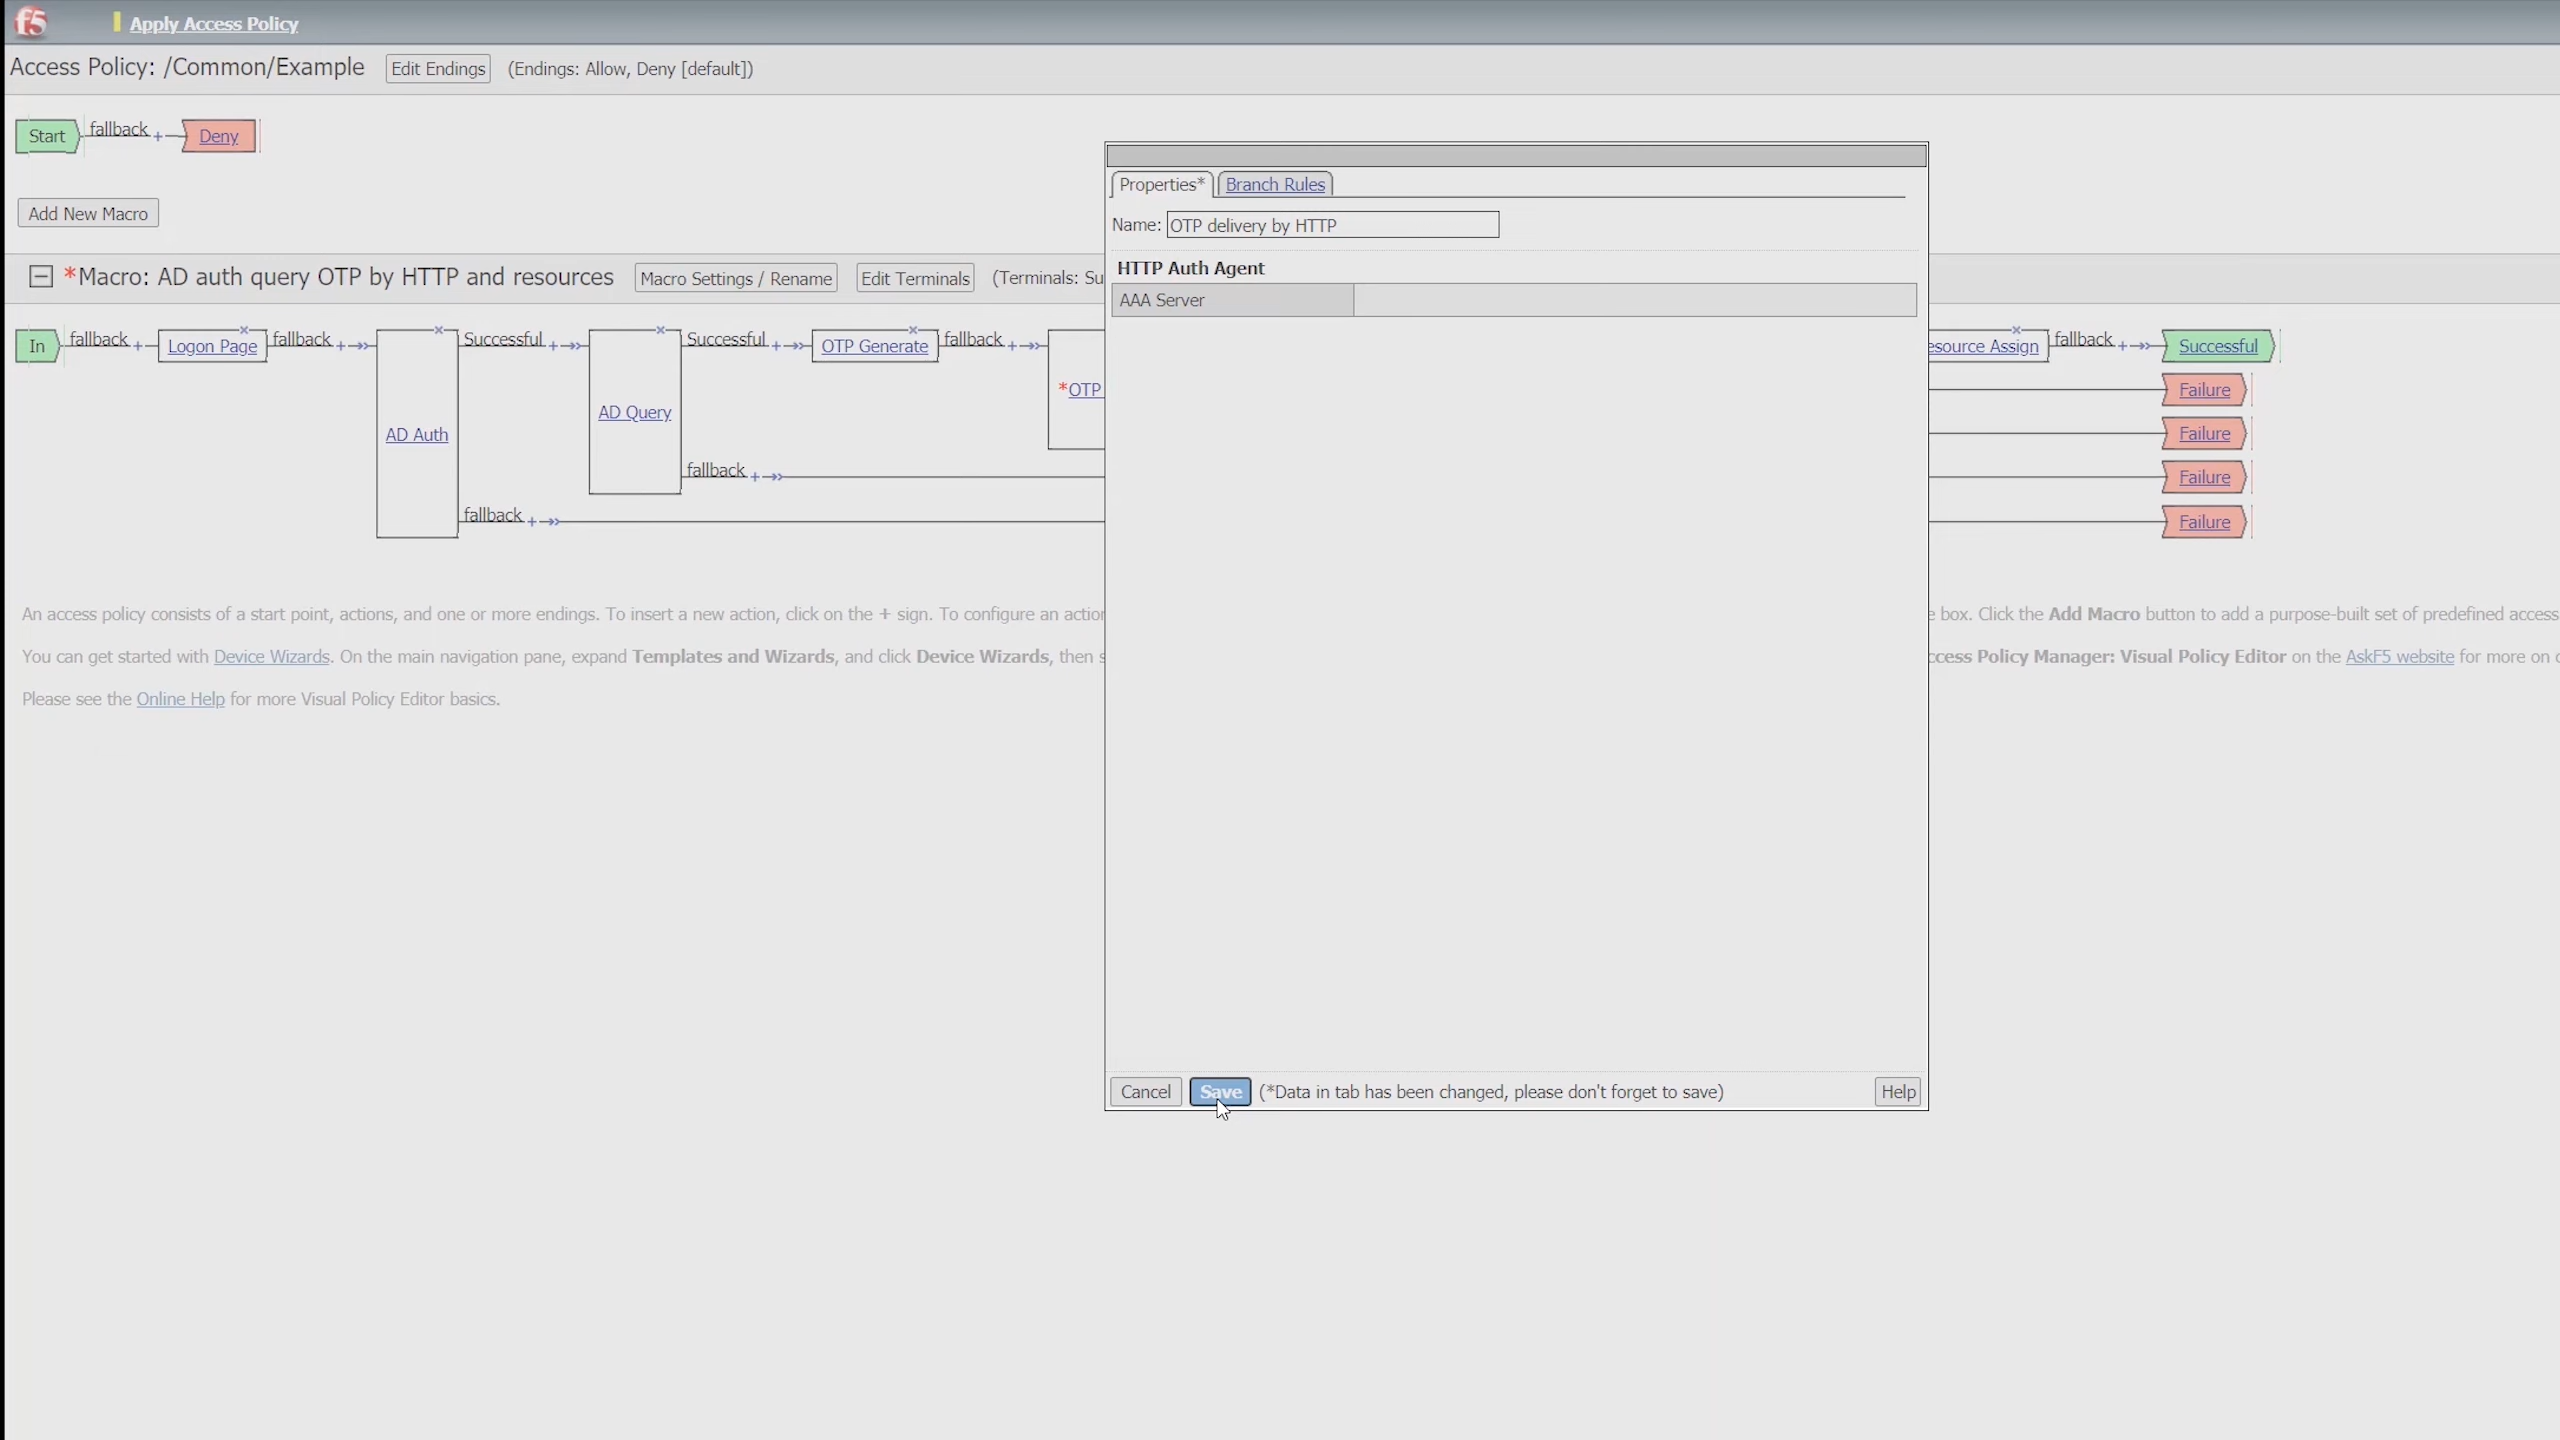 f5
Apply Access Policy
Access Policy: /Common/Example Edit Endings (Endings: Allow, Deny [default])
Start fallback + Deny
Add New Macro
*Macro: AD auth query OTP by HTTP and resources Macro Settings / Rename Edit Terminals (Terminals: Su
In fallback + Logon Page fallback + AD Auth Successful + AD Query Successful + OTP Generate fallback + *OTP
fallback +
fallback +
esource Assign fallback + Successful
Failure
Failure
Failure
Failure
An access policy consists of a start point, actions, and one or more endings. To insert a new action, click on the + sign. To configure an action
e box. Click the Add Macro button to add a purpose-built set of predefined access
You can get started with Device Wizards. On the main navigation pane, expand Templates and Wizards, and click Device Wizards, then s
ccess Policy Manager: Visual Policy Editor on the AskF5 website for more on
Please see the Online Help for more Visual Policy Editor basics.
Properties* Branch Rules
Name: OTP delivery by HTTP
HTTP Auth Agent
AAA Server
Cancel Save (*Data in tab has been changed, please don't forget to save) Help